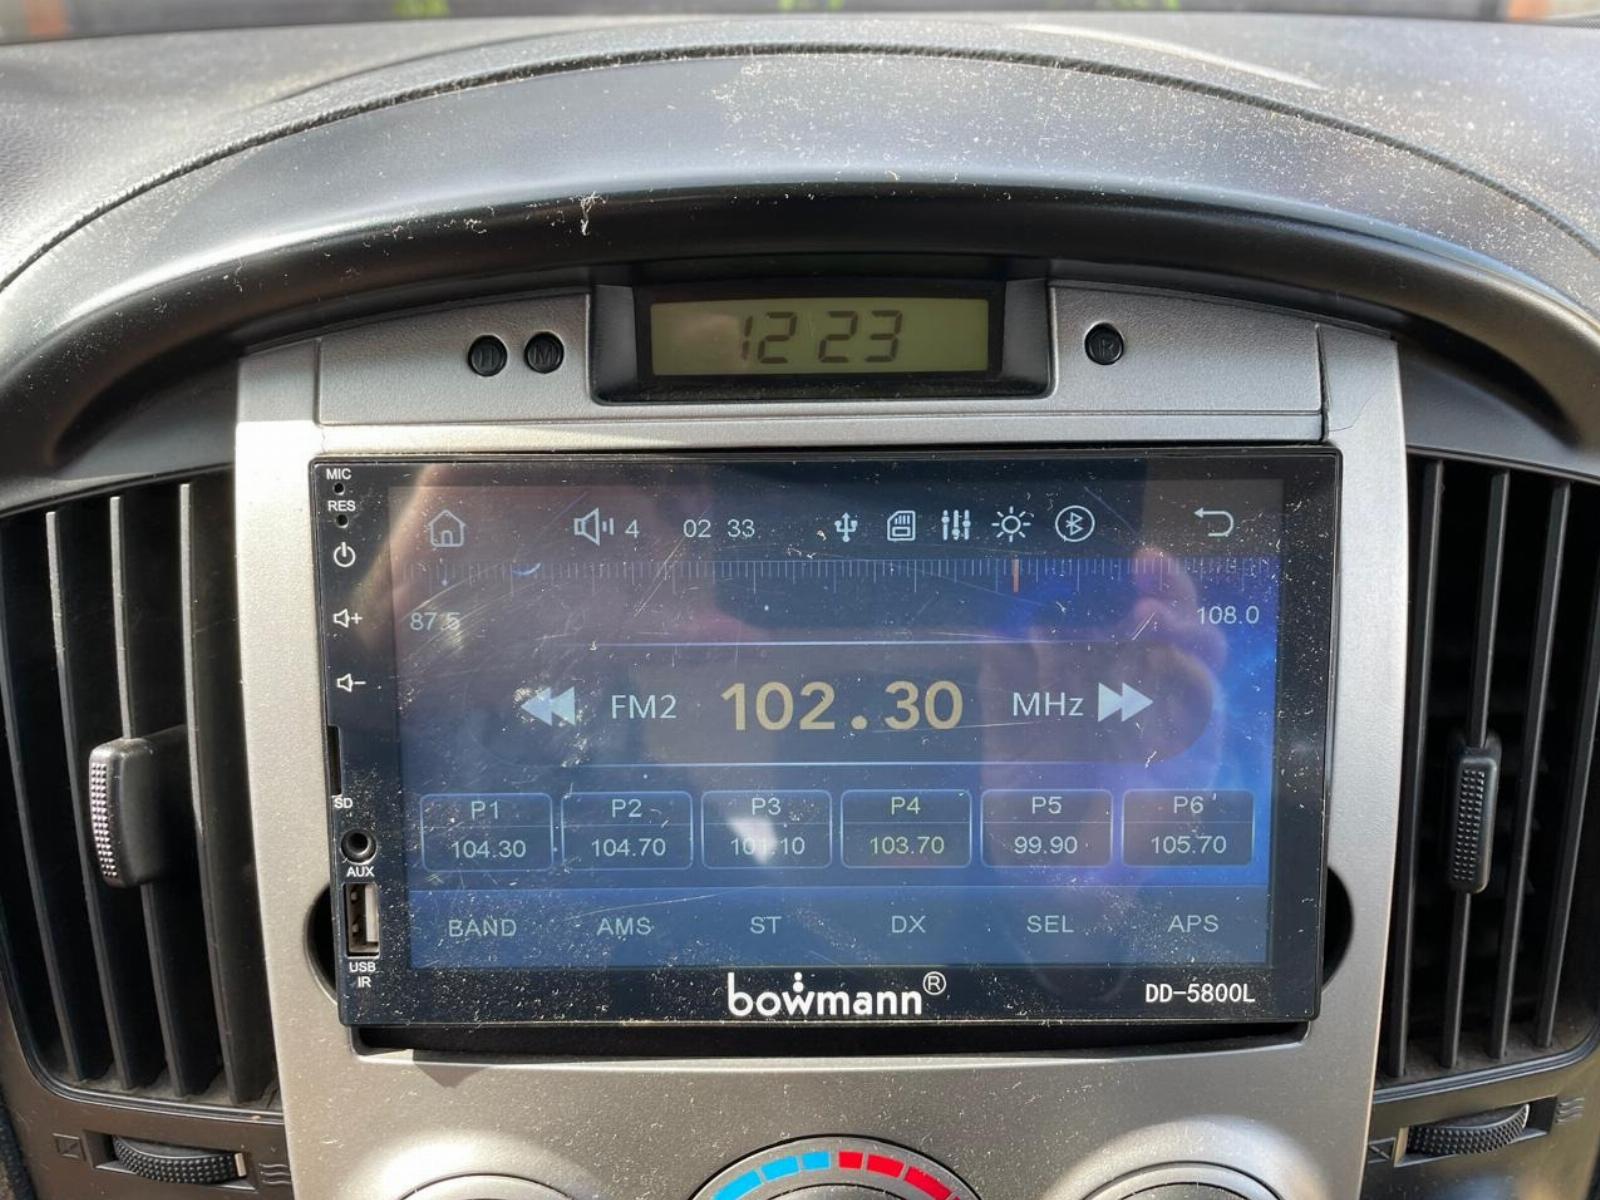 H M 12 23 R
MIC
RES
4 02 33
87.5 108.0
FM2 102.30 MHz
P1 P2 P3 P4 P5 P6
104.30 104.70 101.10 103.70 99.90 105.70
SD
AUX
BAND AMS ST DX SEL APS
USB
IR
bowmann® DD-5800L